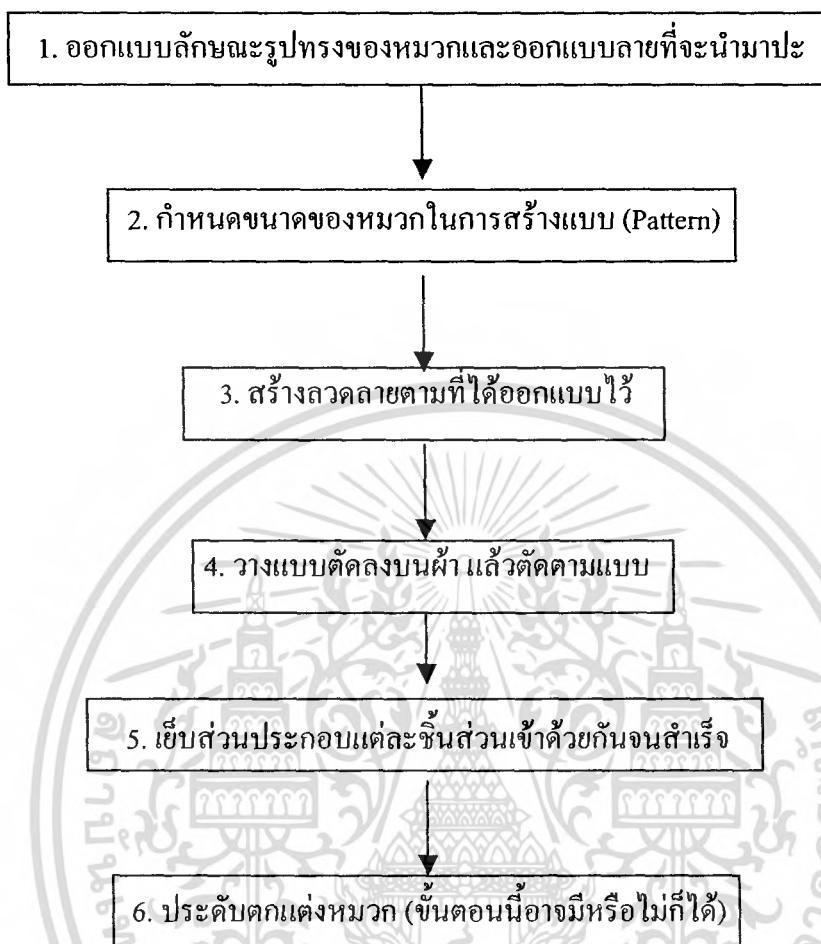 1. ออกแบบลักษณะรูปทรงของหมวกและออกแบบลายที่จะนำมาปะ
2. กำหนดขนาดของหมวกในการสร้างแบบ (Pattern)
3. สร้างลวดลายตามที่ได้ออกแบบไว้
4. วางแบบตัดลงบนผ้า แล้วตัดตามแบบ
5. เย็บส่วนประกอบแต่ละชิ้นส่วนเข้าด้วยกันจนสำเร็จ
6. ประดับตกแต่งหมวก (ขั้นตอนนี้อาจมีหรือไม่ก็ได้)